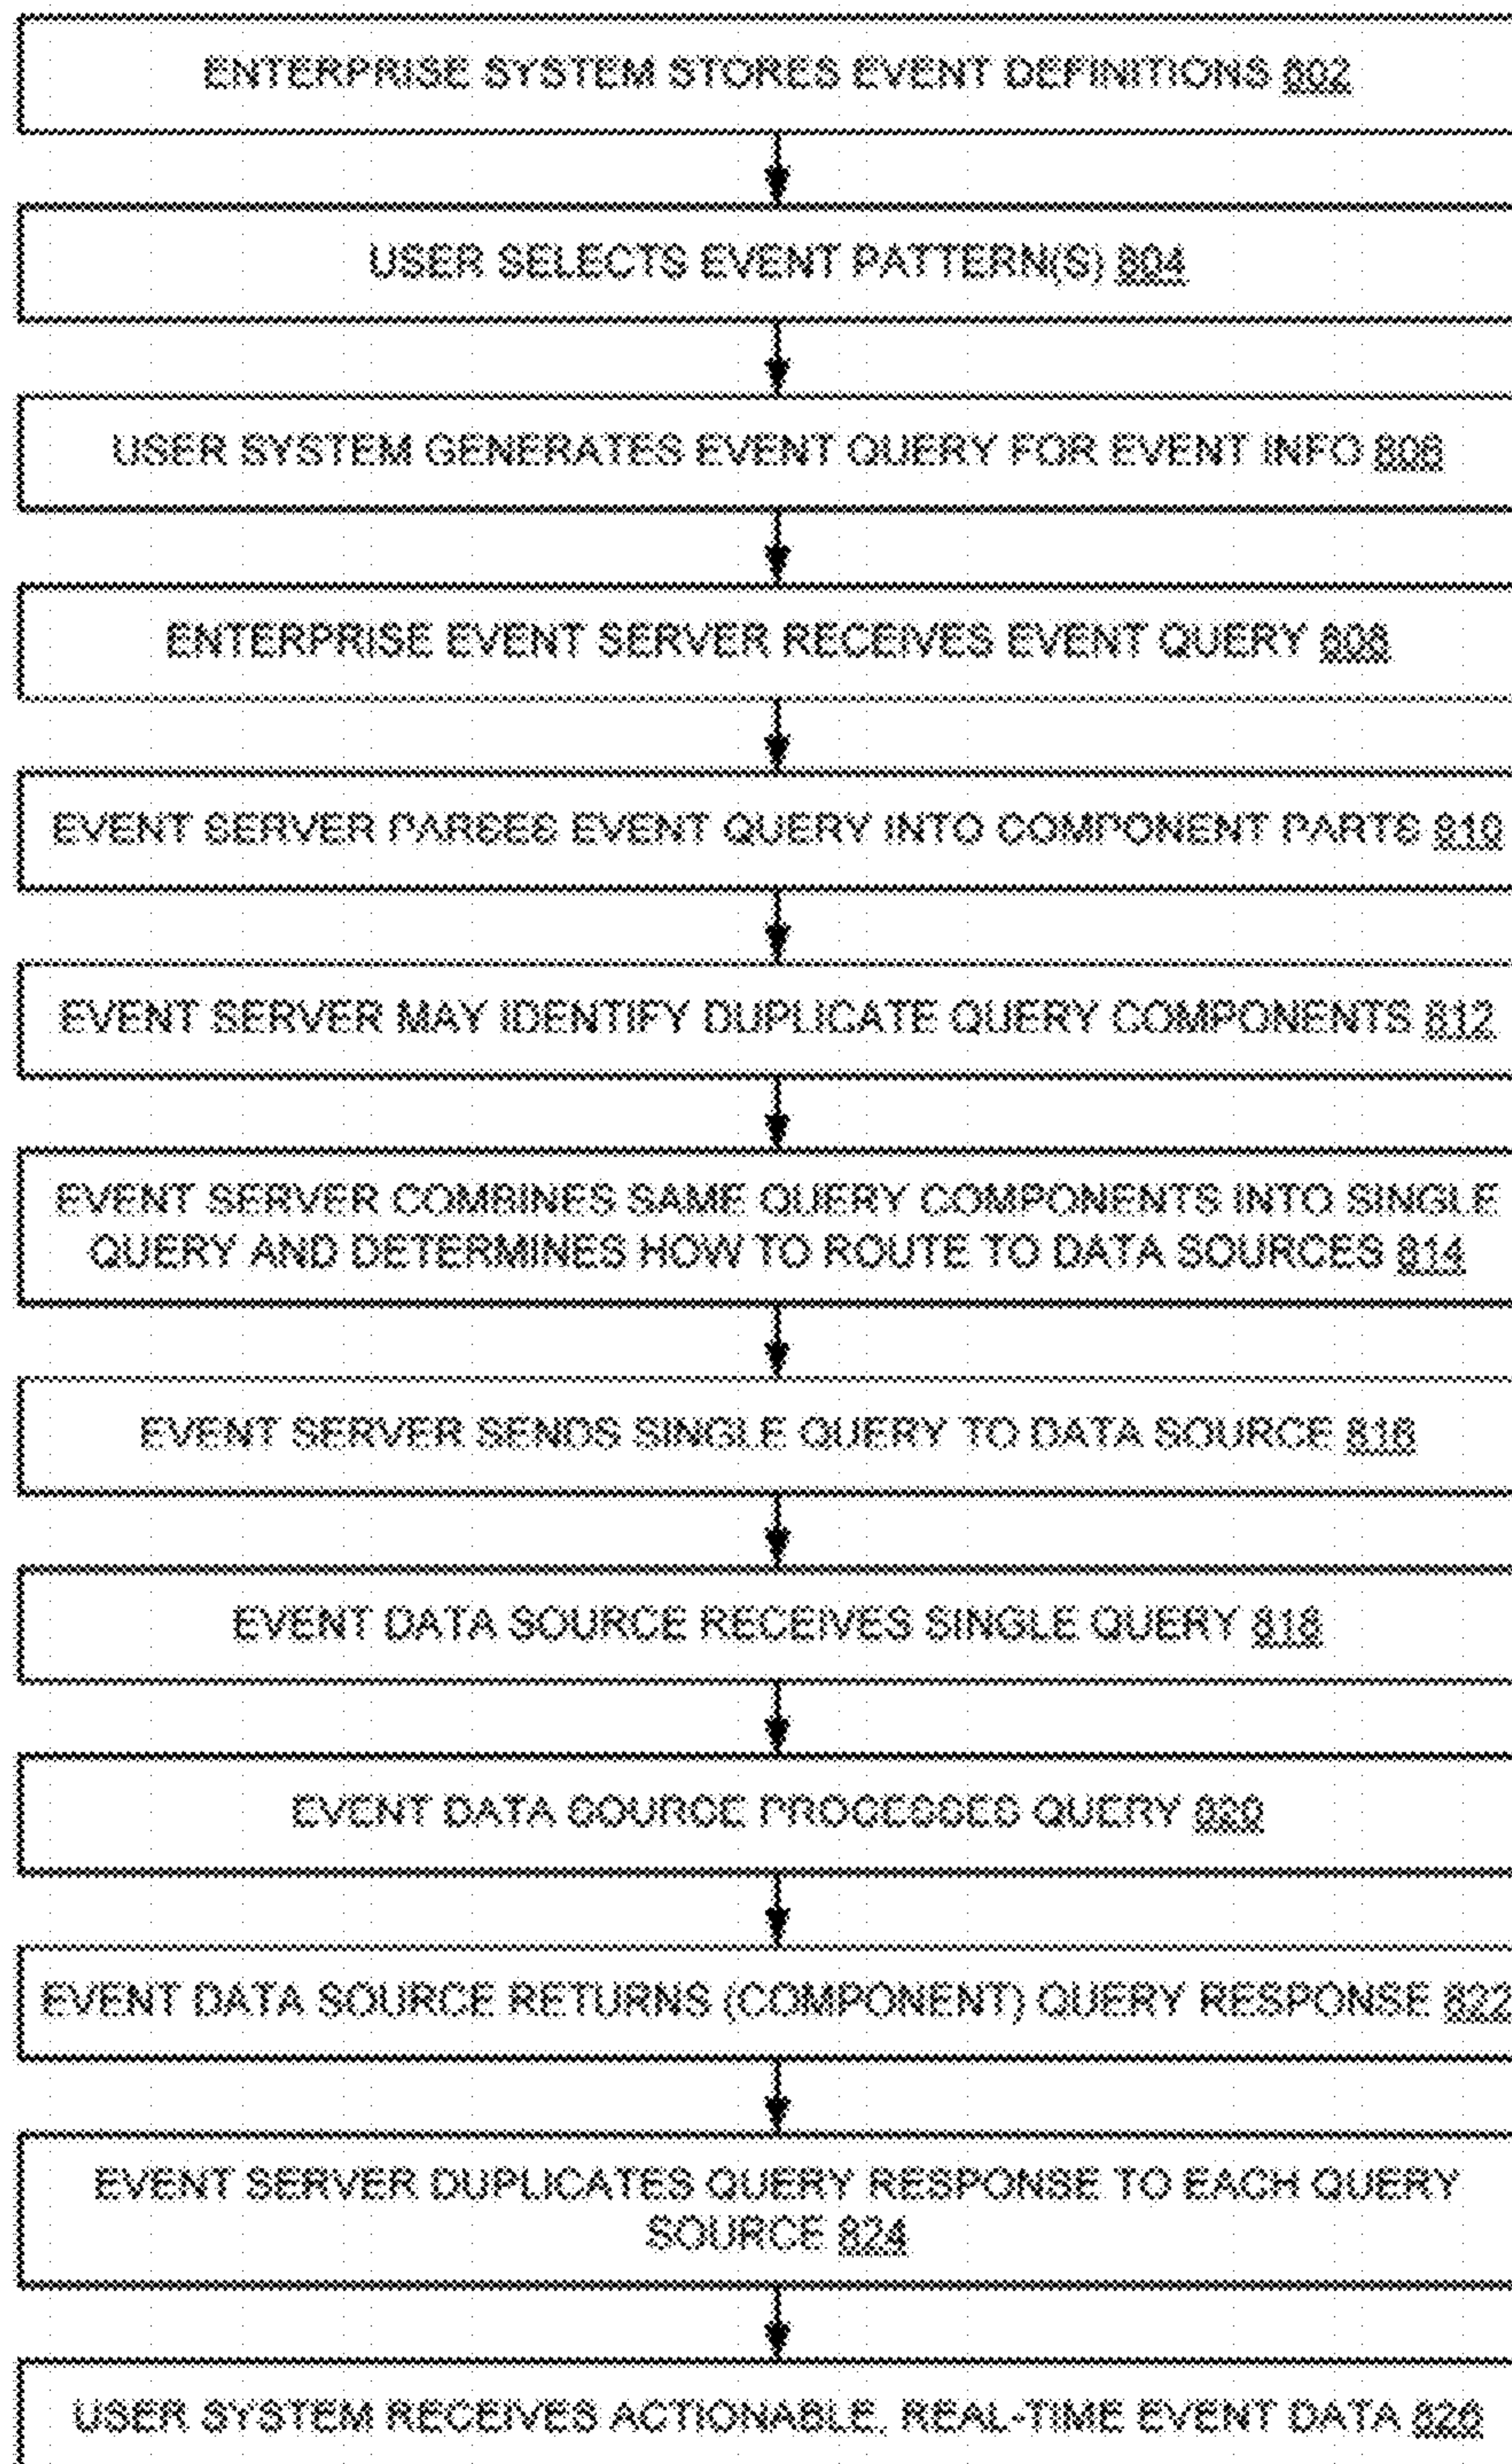 ENTERPRISE SYSTEM STORES EVENT DEFINITIONS 802
USER SELECTS EVENT PATTERN(S) 804
USER SYSTEM GENERATES EVENT QUERY FOR EVENT INFO 806
ENTERPRISE EVENT SERVER RECEIVES EVENT QUERY 808
EVENT SERVER PARSES EVENT QUERY INTO COMPONENT PARTS 810
EVENT SERVER MAY IDENTIFY DUPLICATE QUERY COMPONENTS 812
EVENT SERVER COMBINES SAME QUERY COMPONENTS INTO SINGLE
QUERY AND DETERMINES HOW TO ROUTE TO DATA SOURCES 814
EVENT SERVER SENDS SINGLE QUERY TO DATA SOURCE 816
EVENT DATA SOURCE RECEIVES SINGLE QUERY 818
EVENT DATA SOURCE PROCESSES QUERY 820
EVENT DATA SOURCE RETURNS (COMPONENT) QUERY RESPONSE 822
EVENT SERVER DUPLICATES QUERY RESPONSE TO EACH QUERY
SOURCE 824
USER SYSTEM RECEIVES ACTIONABLE, REAL-TIME EVENT DATA 826